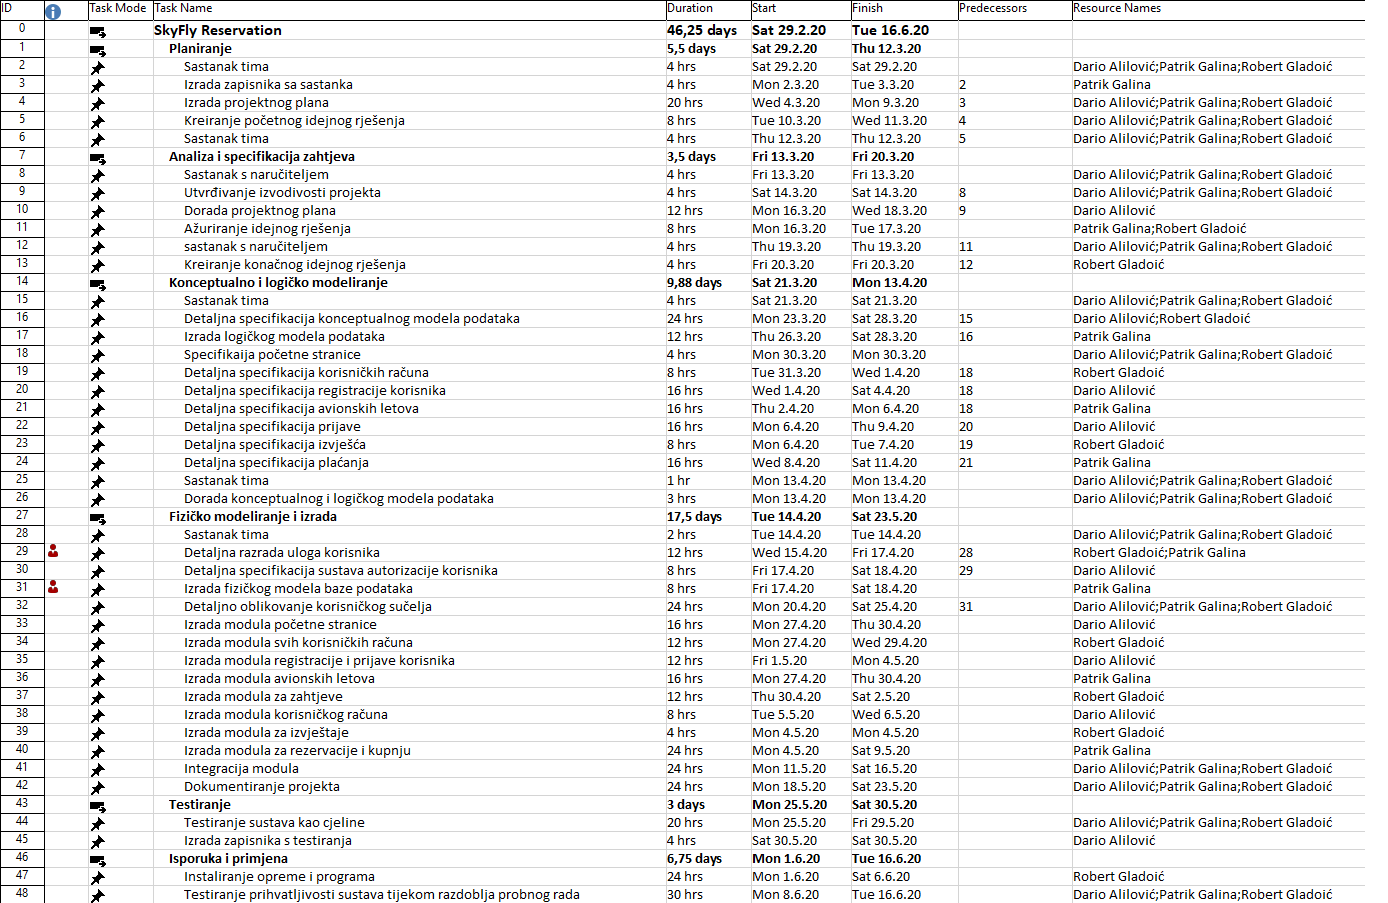 ID Task Mode Task Name Duration Start Finish Predecessors Resource Names
0 SkyFly Reservation 46,25 days Sat 29.2.20 Tue 16.6.20
1 Planiranje 5,5 days Sat 29.2.20 Thu 12.3.20
2 Sastanak tima 4 hrs Sat 29.2.20 Sat 29.2.20 Dario Alilović;Patrik Galina;Robert Gladoić
3 Izrada zapisnika sa sastanka 4 hrs Mon 2.3.20 Tue 3.3.20 2 Patrik Galina
4 Izrada projektnog plana 20 hrs Wed 4.3.20 Mon 9.3.20 3 Dario Alilović;Patrik Galina;Robert Gladoić
5 Kreiranje početnog idejnog rješenja 8 hrs Tue 10.3.20 Wed 11.3.20 4 Dario Alilović;Patrik Galina;Robert Gladoić
6 Sastanak tima 4 hrs Thu 12.3.20 Thu 12.3.20 5 Dario Alilović;Patrik Galina;Robert Gladoić
7 Analiza i specifikacija zahtjeva 3,5 days Fri 13.3.20 Fri 20.3.20
8 Sastanak s naručiteljem 4 hrs Fri 13.3.20 Fri 13.3.20 Dario Alilović;Patrik Galina;Robert Gladoić
9 Utvrđivanje izvodivosti projekta 4 hrs Sat 14.3.20 Sat 14.3.20 8 Dario Alilović;Patrik Galina;Robert Gladoić
10 Dorada projektnog plana 12 hrs Mon 16.3.20 Wed 18.3.20 9 Dario Alilović
11 Ažuriranje idejnog rješenja 8 hrs Mon 16.3.20 Tue 17.3.20 Patrik Galina;Robert Gladoić
12 sastanak s naručiteljem 4 hrs Thu 19.3.20 Thu 19.3.20 11 Dario Alilović;Patrik Galina;Robert Gladoić
13 Kreiranje konačnog idejnog rješenja 4 hrs Fri 20.3.20 Fri 20.3.20 12 Robert Gladoić
14 Konceptualno i logičko modeliranje 9,88 days Sat 21.3.20 Mon 13.4.20
15 Sastanak tima 4 hrs Sat 21.3.20 Sat 21.3.20 Dario Alilović;Patrik Galina;Robert Gladoić
16 Detaljna specifikacija konceptualnog modela podataka 24 hrs Mon 23.3.20 Sat 28.3.20 15 Dario Alilović;Robert Gladoić
17 Izrada logičkog modela podataka 12 hrs Thu 26.3.20 Sat 28.3.20 16 Patrik Galina
18 Specifikaija početne stranice 4 hrs Mon 30.3.20 Mon 30.3.20 Dario Alilović;Patrik Galina;Robert Gladoić
19 Detaljna specifikacija korisničkih računa 8 hrs Tue 31.3.20 Wed 1.4.20 18 Robert Gladoić
20 Detaljna specifikacija registracije korisnika 16 hrs Wed 1.4.20 Sat 4.4.20 18 Dario Alilović
21 Detaljna specifikacija avionskih letova 16 hrs Thu 2.4.20 Mon 6.4.20 18 Patrik Galina
22 Detaljna specifikacija prijave 16 hrs Mon 6.4.20 Thu 9.4.20 20 Dario Alilović
23 Detaljna specifikacija izvješća 8 hrs Mon 6.4.20 Tue 7.4.20 19 Robert Gladoić
24 Detaljna specifikacija plaćanja 16 hrs Wed 8.4.20 Sat 11.4.20 21 Patrik Galina
25 Sastanak tima 1 hr Mon 13.4.20 Mon 13.4.20 Dario Alilović;Patrik Galina;Robert Gladoić
26 Dorada konceptualnog i logičkog modela podataka 3 hrs Mon 13.4.20 Mon 13.4.20 Dario Alilović;Patrik Galina;Robert Gladoić
27 Fizičko modeliranje i izrada 17,5 days Tue 14.4.20 Sat 23.5.20
28 Sastanak tima 2 hrs Tue 14.4.20 Tue 14.4.20 Dario Alilović;Patrik Galina;Robert Gladoić
29 Detaljna razrada uloga korisnika 12 hrs Wed 15.4.20 Fri 17.4.20 28 Robert Gladoić;Patrik Galina
30 Detaljna specifikacija sustava autorizacije korisnika 8 hrs Fri 17.4.20 Sat 18.4.20 29 Dario Alilović
31 Izrada fizičkog modela baze podataka 8 hrs Fri 17.4.20 Sat 18.4.20 Patrik Galina
32 Detaljno oblikovanje korisničkog sučelja 24 hrs Mon 20.4.20 Sat 25.4.20 31 Dario Alilović;Patrik Galina;Robert Gladoić
33 Izrada modula početne stranice 16 hrs Mon 27.4.20 Thu 30.4.20 Dario Alilović
34 Izrada modula svih korisničkih računa 12 hrs Mon 27.4.20 Wed 29.4.20 Robert Gladoić
35 Izrada modula registracije i prijave korisnika 12 hrs Fri 1.5.20 Mon 4.5.20 Dario Alilović
36 Izrada modula avionskih letova 16 hrs Mon 27.4.20 Thu 30.4.20 Patrik Galina
37 Izrada modula za zahtjeve 12 hrs Thu 30.4.20 Sat 2.5.20 Robert Gladoić
38 Izrada modula korisničkog računa 8 hrs Tue 5.5.20 Wed 6.5.20 Dario Alilović
39 Izrada modula za izvještaje 4 hrs Mon 4.5.20 Mon 4.5.20 Robert Gladoić
40 Izrada modula za rezervacije i kupnju 24 hrs Mon 4.5.20 Sat 9.5.20 Patrik Galina
41 Integracija modula 24 hrs Mon 11.5.20 Sat 16.5.20 Dario Alilović;Patrik Galina;Robert Gladoić
42 Dokumentiranje projekta 24 hrs Mon 18.5.20 Sat 23.5.20 Dario Alilović;Patrik Galina;Robert Gladoić
43 Testiranje 3 days Mon 25.5.20 Sat 30.5.20
44 Testiranje sustava kao cjeline 20 hrs Mon 25.5.20 Fri 29.5.20 Dario Alilović;Patrik Galina;Robert Gladoić
45 Izrada zapisnika s testiranja 4 hrs Sat 30.5.20 Sat 30.5.20 Dario Alilović
46 Isporuka i primjena 6,75 days Mon 1.6.20 Tue 16.6.20
47 Instaliranje opreme i programa 24 hrs Mon 1.6.20 Sat 6.6.20 Robert Gladoić
48 Testiranje prihvatljivosti sustava tijekom razdoblja probnog rada 30 hrs Mon 8.6.20 Tue 16.6.20 Dario Alilović;Patrik Galina;Robert Gladoić